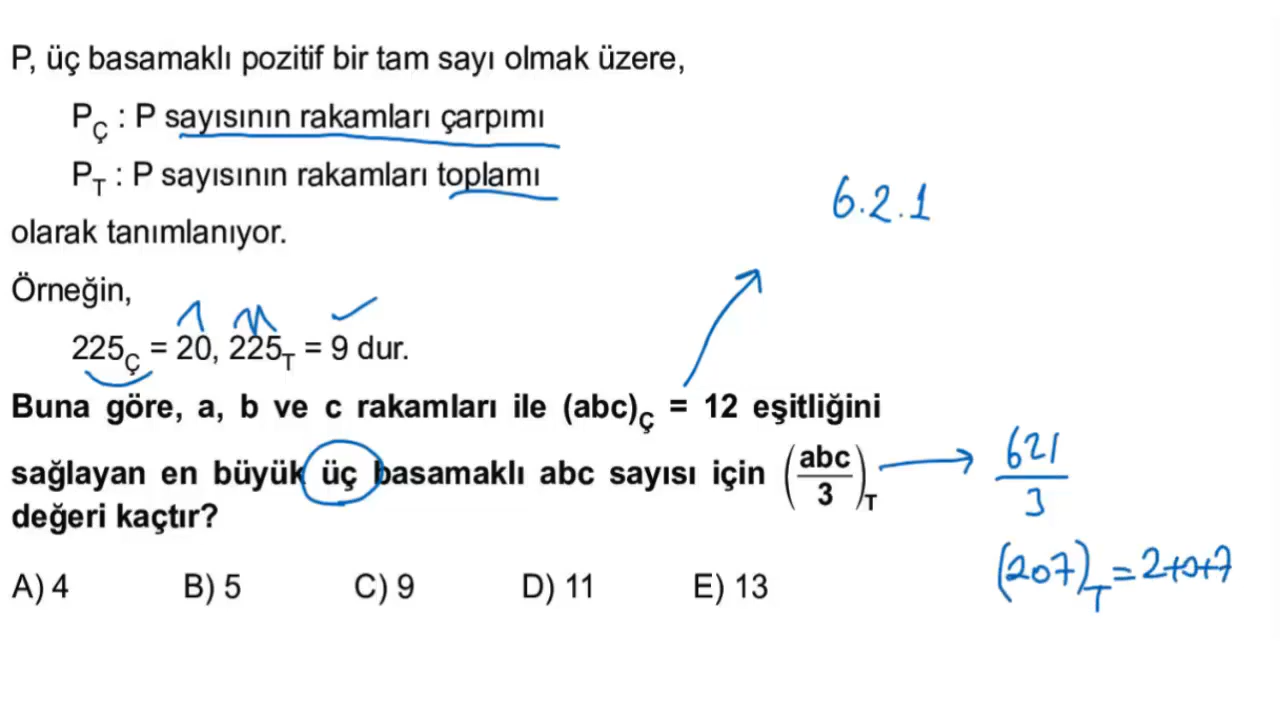 P, üç basamaklı pozitif bir tam sayı olmak üzere,
P_Ç : P sayısının rakamları çarpımı
P_T : P sayısının rakamları toplamı
6.2.1
olarak tanımlanıyor.
Örneğin,
225_Ç = 20, 225_T = 9 dur.
Buna göre, a, b ve c rakamları ile (abc)_Ç = 12 eşitliğini
sağlayan en büyük üç basamaklı abc sayısı için (abc/3)_T
621/3
değeri kaçtır?
(207)_T = 2+0+7
A) 4 B) 5 C) 9 D) 11 E) 13